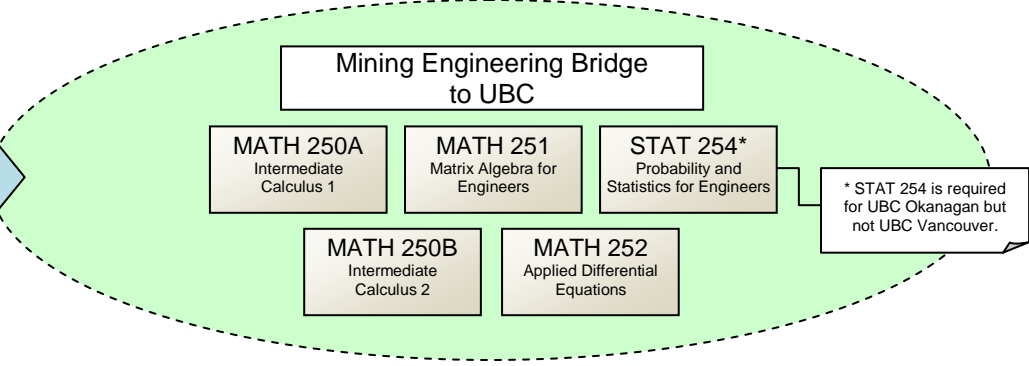 Mining Engineering Bridge
to UBC
MATH 250A
Intermediate
Calculus 1
MATH 251
Matrix Algebra for
Engineers
STAT 254*
Probability and
Statistics for Engineers
* STAT 254 is required
for UBC Okanagan but
not UBC Vancouver.
MATH 250B
Intermediate
Calculus 2
MATH 252
Applied Differential
Equations